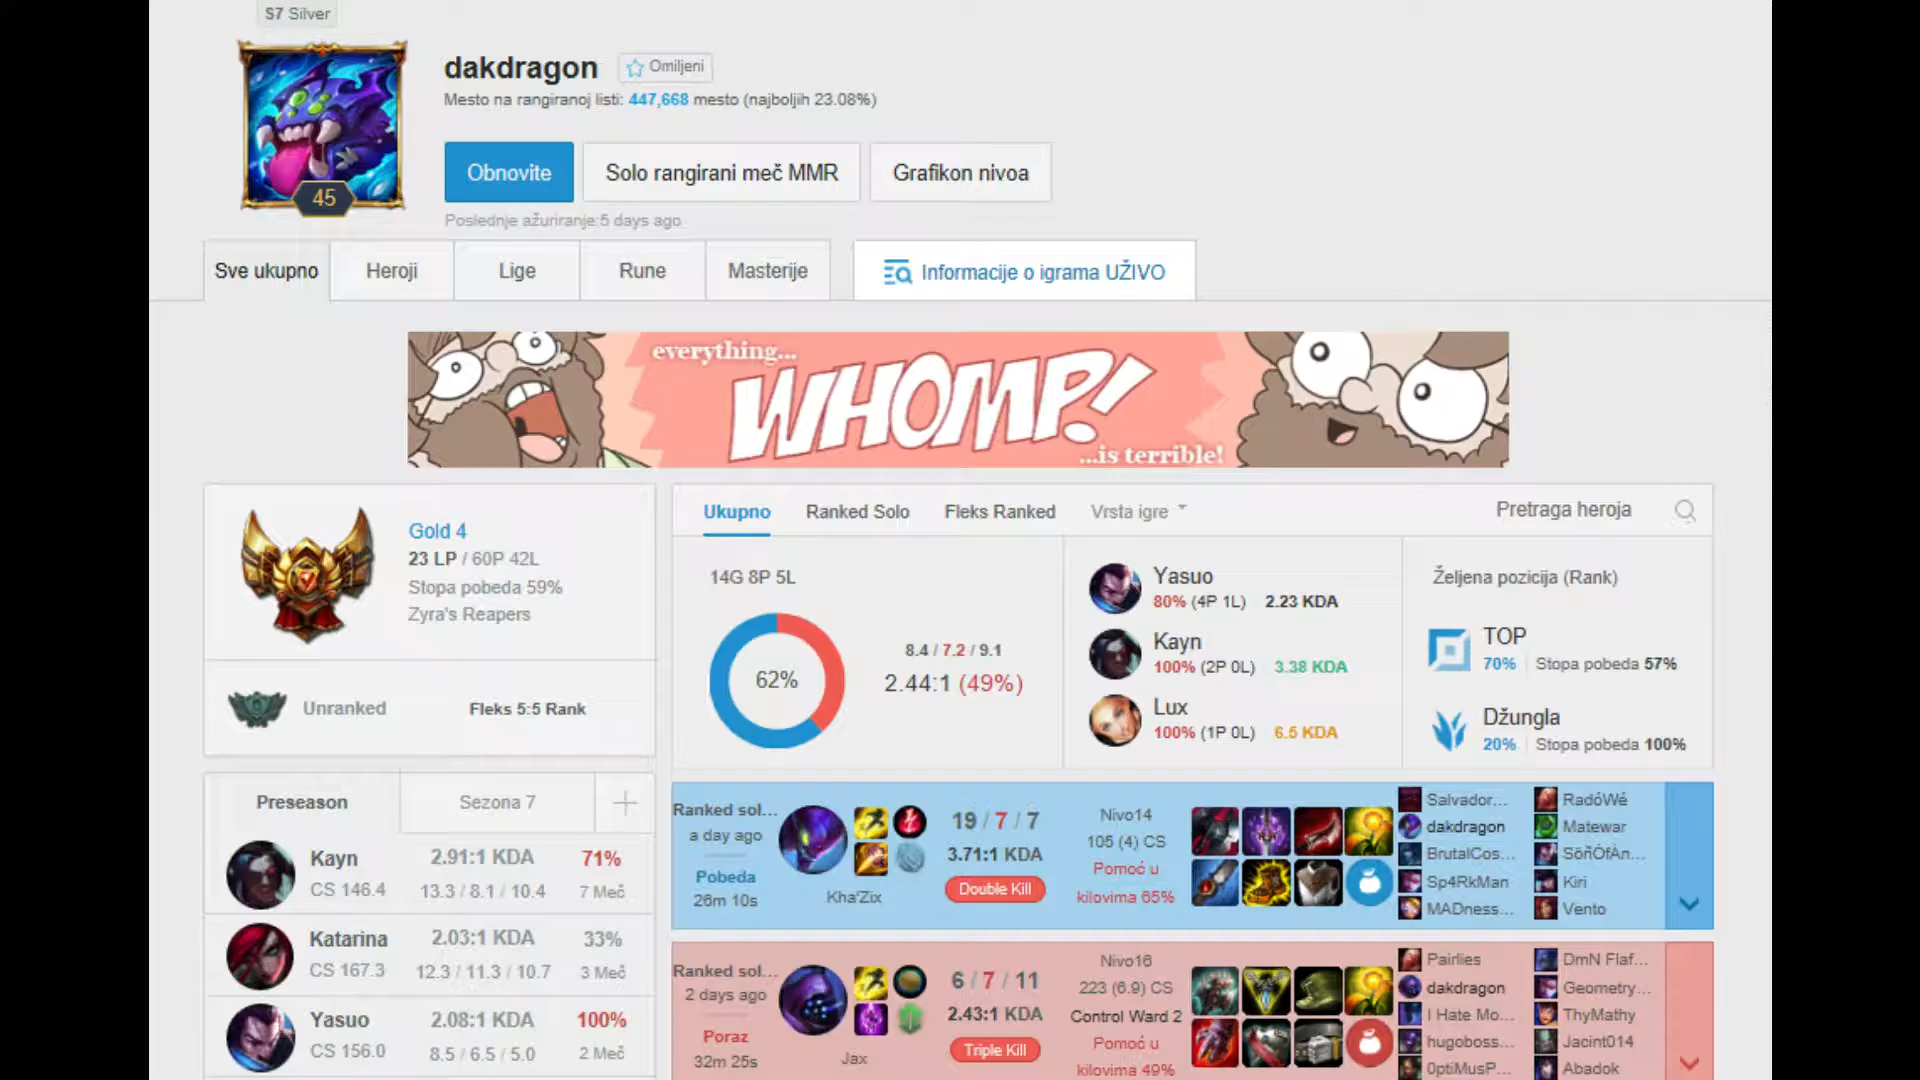 S7 Silver
dakdragon
Omiljeni
Mesto na rangiranoj listi: 447,668 mesto (najboljih 23.08%)
45
Obnovite
Solo rangirani meč MMR
Grafikon nivoa
Poslednje ažuriranje:5 days ago
Sve ukupno
Heroji
Lige
Rune
Masterije
Informacije o igrama UŽIVO
everything...
WHOMP!
...is terrible!
Gold 4
23 LP / 60P 42L
Stopa pobeda 59%
Zyra's Reapers
Unranked
Fleks 5:5 Rank
Preseason
Sezona 7
Kayn
CS 146.4
2.91:1 KDA
13.3 / 8.1 / 10.4
71%
7 Meč
Katarina
CS 167.3
2.03:1 KDA
12.3 / 11.3 / 10.7
33%
3 Meč
Yasuo
CS 156.0
2.08:1 KDA
8.5 / 6.5 / 5.0
100%
2 Meč
Ukupno
Ranked Solo
Fleks Ranked
Vrsta igre
Pretraga heroja
14G 8P 5L
62%
8.4 / 7.2 / 9.1
2.44:1 (49%)
Yasuo
80% (4P 1L) 2.23 KDA
Kayn
100% (2P 0L) 3.38 KDA
Lux
100% (1P 0L) 6.5 KDA
Željena pozicija (Rank)
TOP
70% Stopa pobeda 57%
Džungla
20% Stopa pobeda 100%
Ranked sol...
a day ago
Pobeda
26m 10s
Kha'Zix
19 / 7 / 7
3.71:1 KDA
Double Kill
Nivo14
105 (4) CS
Pomoć u
kilovima 65%
Salvador...
dakdragon
BrutalCos...
Sp4RkMan
MADness...
RadóWé
Matewar
SöñÒfÀn...
Kiri
Vento
Ranked sol...
2 days ago
Poraz
32m 25s
Jax
6 / 7 / 11
2.43:1 KDA
Triple Kill
Nivo16
223 (6.9) CS
Control Ward 2
Pomoć u
kilovima 49%
Pairlies
dakdragon
I Hate Mo...
hugoboss...
0ptiMusP...
DmN Flaf...
Geometry...
ThyMathy
Jacint014
Abadok